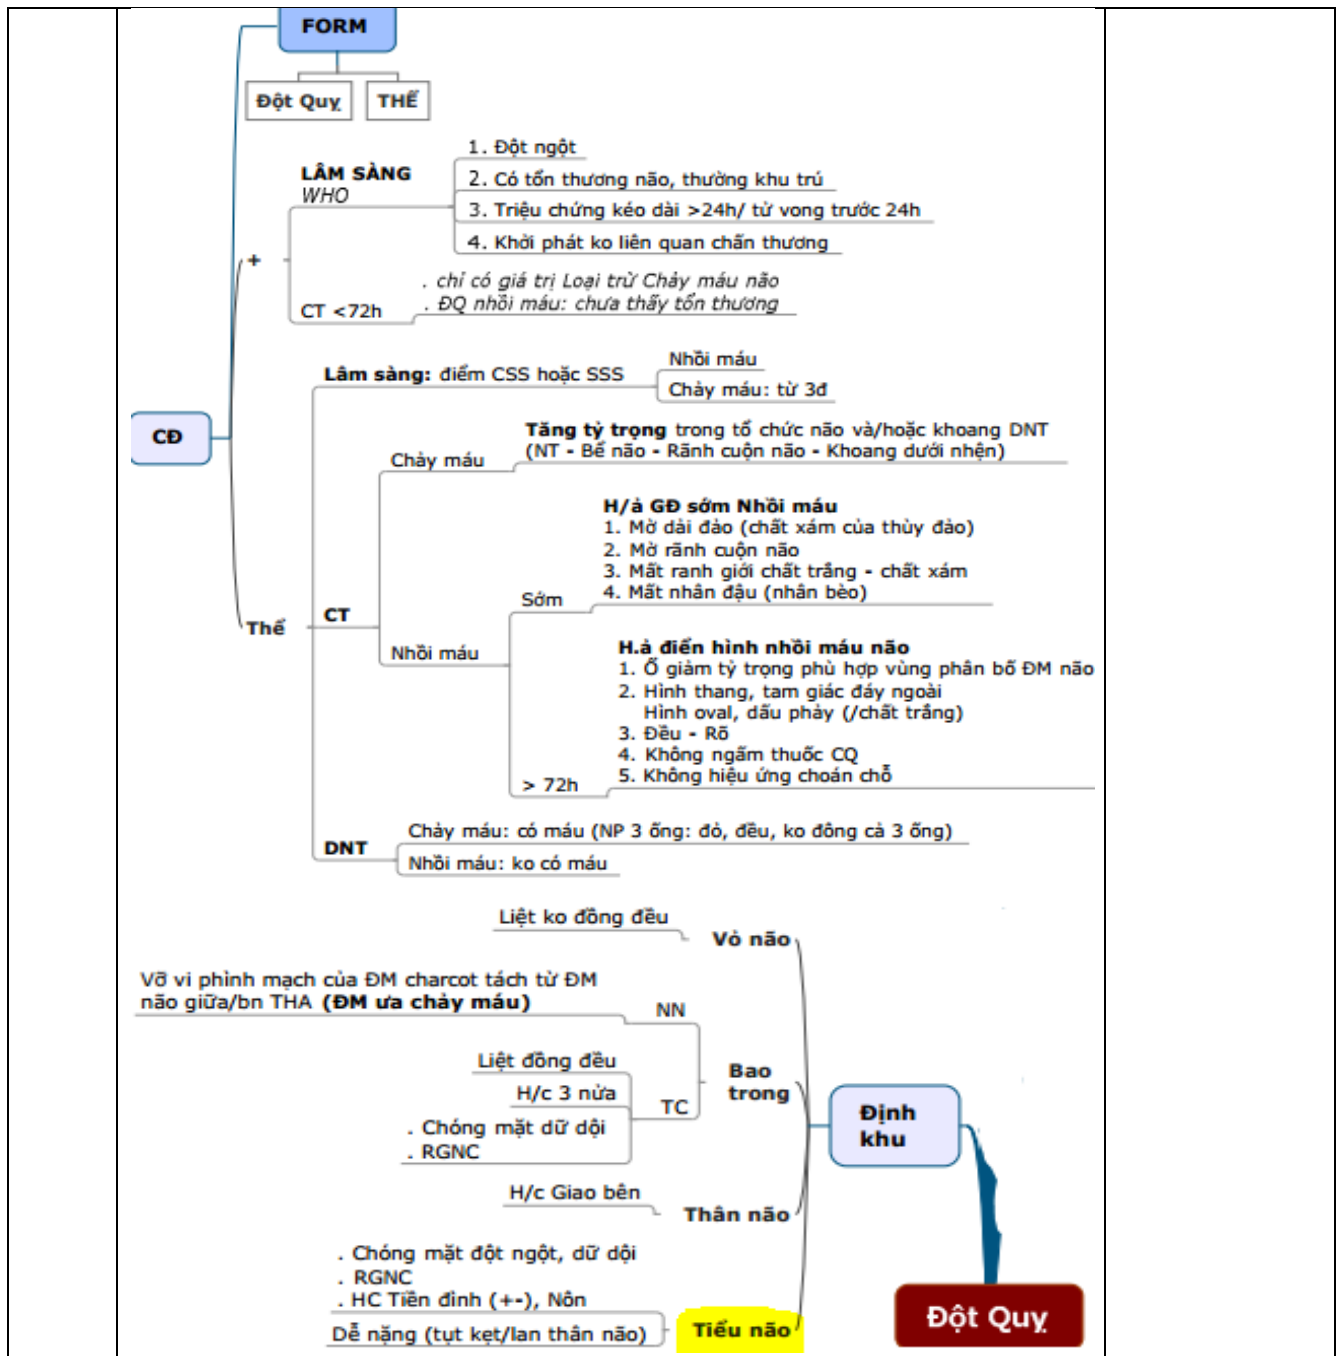 FORM
Đột Quỵ
THỂ
LÂM SÀNG
WHO
1. Đột ngột
2. Có tổn thương não, thường khu trú
3. Triệu chứng kéo dài >24h/ tử vong trước 24h
4. Khởi phát ko liên quan chấn thương
+
CT <72h
. chỉ có giá trị Loại trừ Chảy máu não
. ĐQ nhồi máu: chưa thấy tổn thương
CĐ
Lâm sàng: điểm CSS hoặc SSS
Nhồi máu
Chảy máu: từ 3đ
Thể
CT
Chảy máu
Tăng tỷ trọng trong tổ chức não và/hoặc khoang DNT
(NT - Bể não - Rãnh cuộn não - Khoang dưới nhện)
Nhồi máu
Sớm
H/ả GĐ sớm Nhồi máu
1. Mờ dải đảo (chất xám của thùy đảo)
2. Mờ rãnh cuộn não
3. Mất ranh giới chất trắng - chất xám
4. Mất nhân đậu (nhân bèo)
> 72h
H.ả điển hình nhồi máu não
1. Ổ giảm tỷ trọng phù hợp vùng phân bố ĐM não
2. Hình thang, tam giác đáy ngoài
Hình oval, dấu phảy (/chất trắng)
3. Đều - Rõ
4. Không ngấm thuốc CQ
5. Không hiệu ứng choán chỗ
DNT
Chảy máu: có máu (NP 3 ống: đỏ, đều, ko đông cả 3 ống)
Nhồi máu: ko có máu
Liệt ko đồng đều
Vỏ não
Vỡ vi phình mạch của ĐM charcot tách từ ĐM
não giữa/bn THA (ĐM ưa chảy máu)
NN
Liệt đồng đều
H/c 3 nửa
. Chóng mặt dữ dội
. RGNC
TC
Bao
trong
Định
khu
H/c Giao bên
Thân não
. Chóng mặt đột ngột, dữ dội
. RGNC
. HC Tiền đình (+-), Nôn
Dễ nặng (tụt kẹt/lan thân não)
Tiểu não
Đột Quỵ